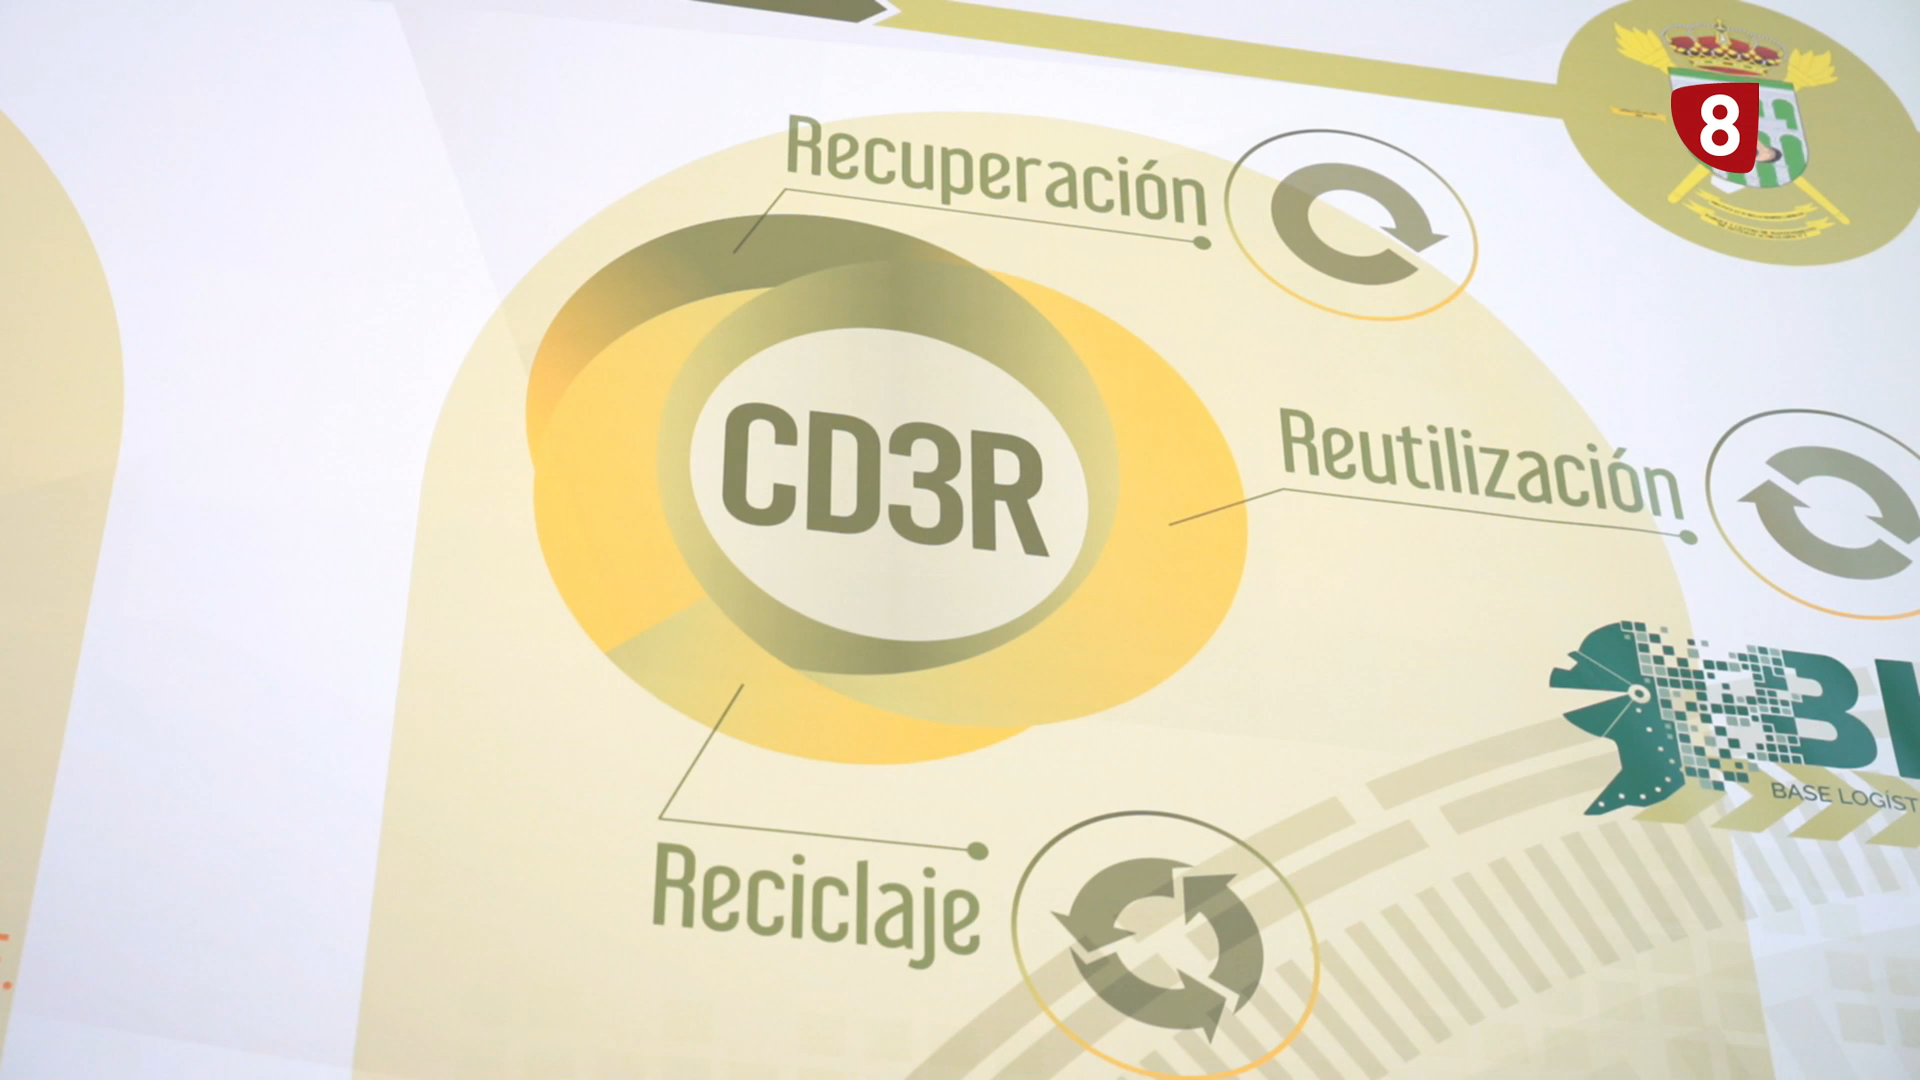 8
Recuperación
CD3R
Reutilización
BASE LOGÍST
Reciclaje